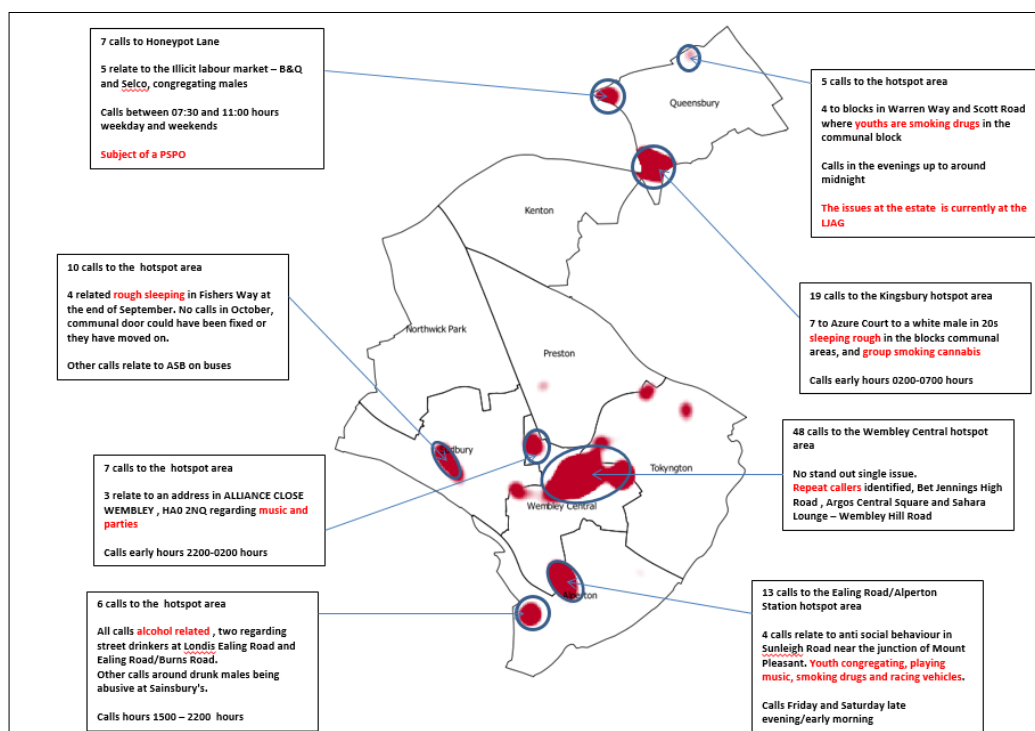 7 calls to Honeypot Lane
5 relate to the Illicit labour market – B&Q
and Selco, congregating males
Calls between 07:30 and 11:00 hours
weekday and weekends
Subject of a PSPO
5 calls to the hotspot area
4 to blocks in Warren Way and Scott Road
where youths are smoking drugs in the
communal block
Calls in the evenings up to around
midnight
The issues at the estate is currently at the
LJAG
Queensbury
Kenton
10 calls to the hotspot area
4 related rough sleeping in Fishers Way at
the end of September. No calls in October,
communal door could have been fixed or
they have moved on.
Other calls relate to ASB on buses
19 calls to the Kingsbury hotspot area
7 to Azure Court to a white male in 20s
sleeping rough in the blocks communal
areas, and group smoking cannabis
Calls early hours 0200-0700 hours
Northwick Park
Preston
48 calls to the Wembley Central hotspot
area
No stand out single issue.
Repeat callers identified, Bet Jennings High
Road , Argos Central Square and Sahara
Lounge – Wembley Hill Road
Sudbury
Tokyngton
Wembley Central
7 calls to the hotspot area
3 relate to an address in ALLIANCE CLOSE
WEMBLEY , HA0 2NQ regarding music and
parties
Calls early hours 2200-0200 hours
Alperton
6 calls to the hotspot area
All calls alcohol related , two regarding
street drinkers at Londis Ealing Road and
Ealing Road/Burns Road.
Other calls around drunk males being
abusive at Sainsbury's.
Calls hours 1500 – 2200 hours
13 calls to the Ealing Road/Alperton
Station hotspot area
4 calls relate to anti social behaviour in
Sunleigh Road near the junction of Mount
Pleasant. Youth congregating, playing
music, smoking drugs and racing vehicles.
Calls Friday and Saturday late
evening/early morning